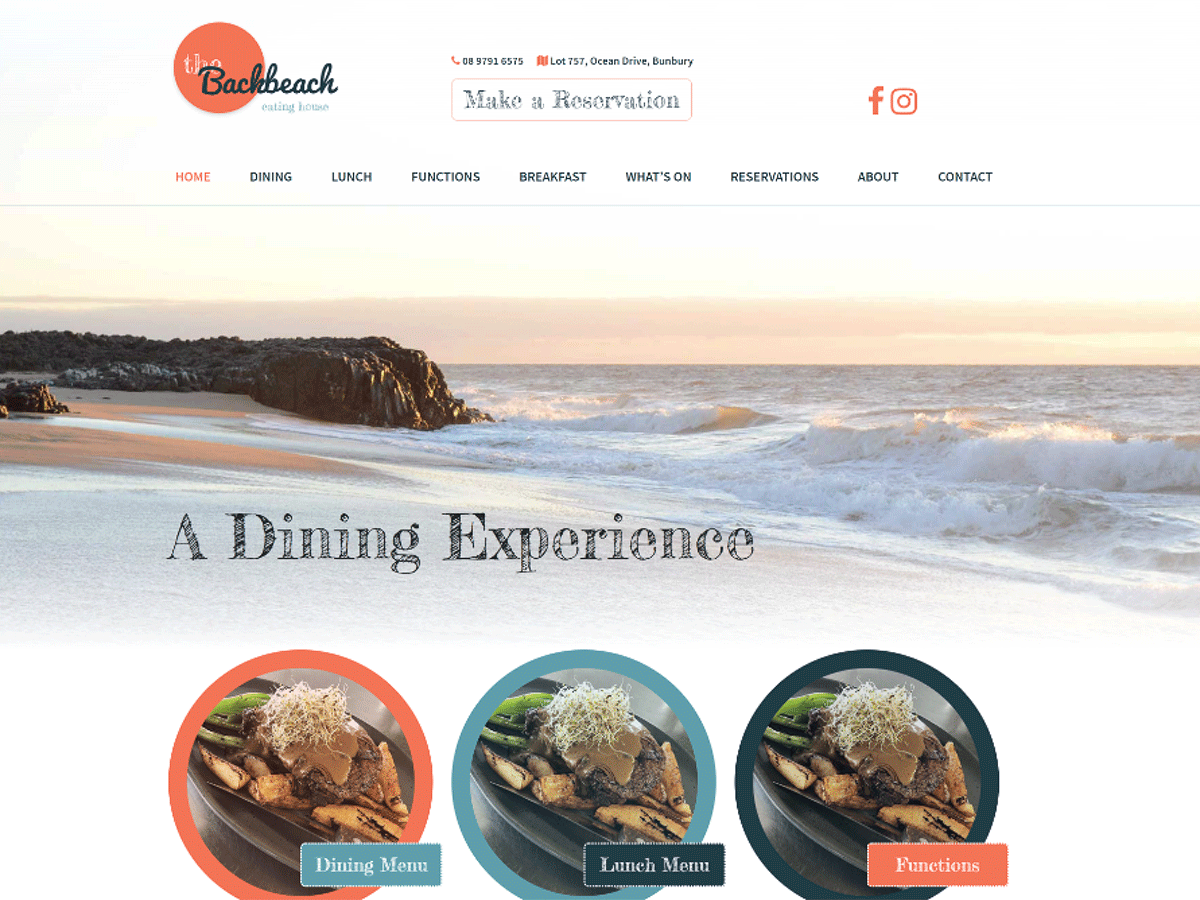 the
Backbeach
eating house
08 9791 6575 Lot 757, Ocean Drive, Bunbury
Make a Reservation
HOME DINING LUNCH FUNCTIONS BREAKFAST WHAT'S ON RESERVATIONS ABOUT CONTACT
A Dining Experience
Dining Menu Lunch Menu Functions